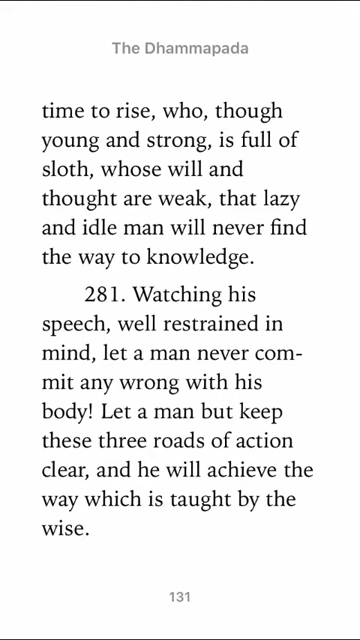 The Dhammapada
time to rise, who, though
young and strong, is full of
sloth, whose will and
thought are weak, that lazy
and idle man will never find
the way to knowledge.
281. Watching his
speech, well restrained in
mind, let a man never com-
mit any wrong with his
body! Let a man but keep
these three roads of action
clear, and he will achieve the
way which is taught by the
wise.
131